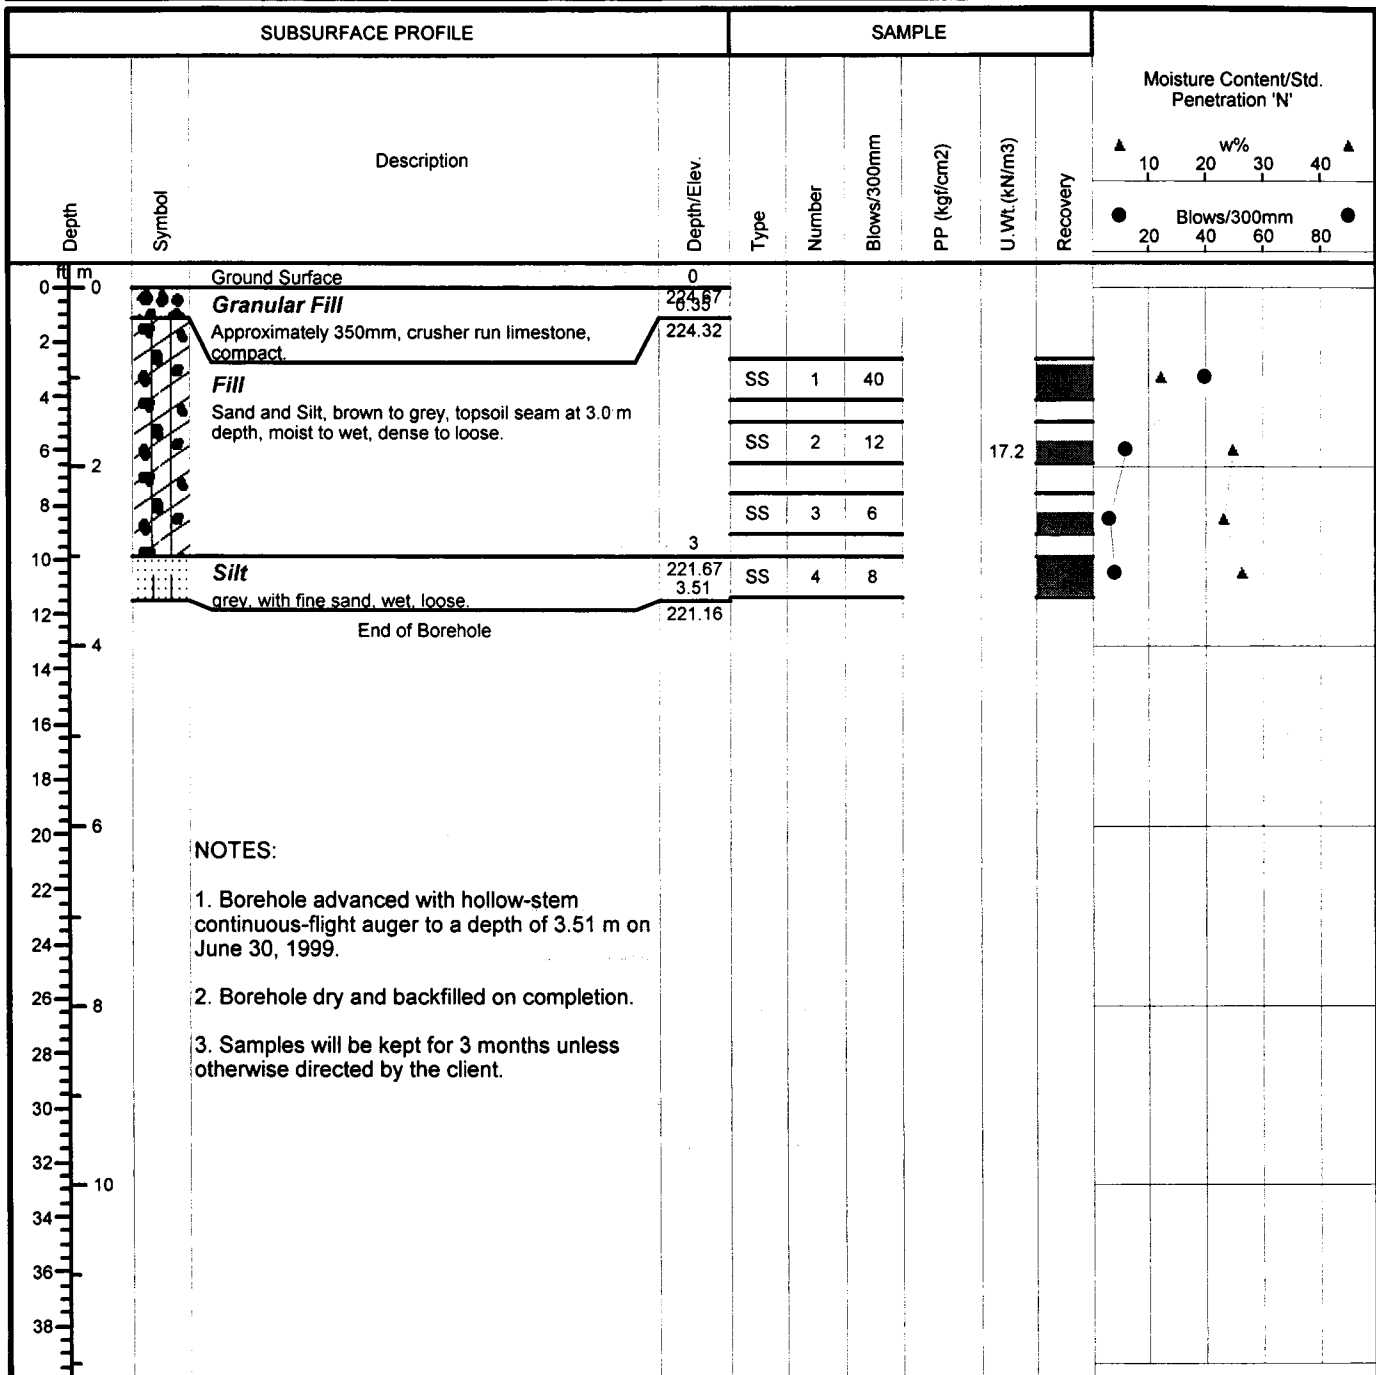 SUBSURFACE PROFILE
SAMPLE
Moisture Content/Std.
Penetration 'N'
▲ w% ▲
10 20 30 40
● Blows/300mm ●
20 40 60 80
Depth
Symbol
Description
Depth/Elev.
Type
Number
Blows/300mm
PP (kgf/cm2)
U.Wt.(kN/m3)
Recovery
ft m
Ground Surface 0
0 0
Granular Fill 224.67
0.35
Approximately 350mm, crusher run limestone,
compact.
224.32
2
Fill
SS 1 40
4
Sand and Silt, brown to grey, topsoil seam at 3.0 m
depth, moist to wet, dense to loose.
SS 2 12 17.2
6 2
8
SS 3 6
3
10
Silt 221.67
SS 4 8
3.51
grey, with fine sand, wet, loose.
12 221.16
End of Borehole
4
14
16
18
20 6
NOTES:
22
1. Borehole advanced with hollow-stem
continuous-flight auger to a depth of 3.51 m on
June 30, 1999.
24
26 8
2. Borehole dry and backfilled on completion.
28
3. Samples will be kept for 3 months unless
otherwise directed by the client.
30
32
10
34
36
38